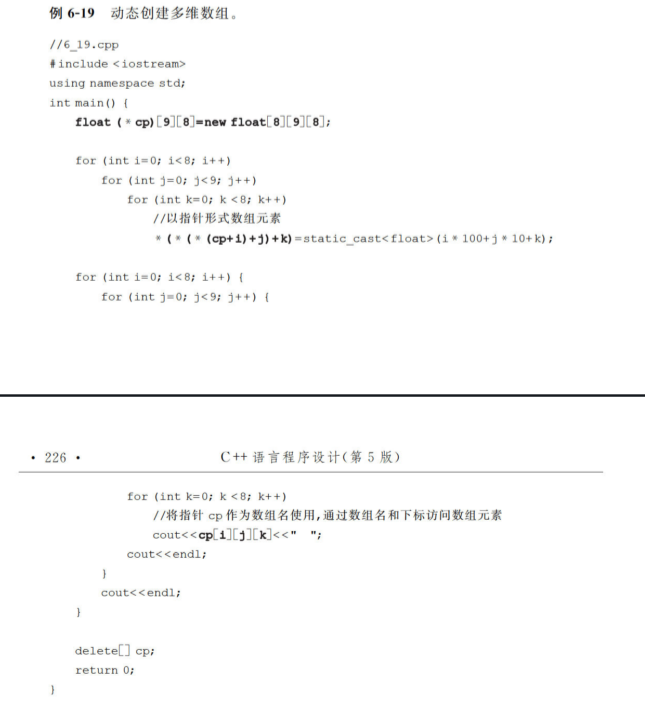 例 6-19 动态创建多维数组。
//6_19.cpp
#include <iostream>
using namespace std;
int main() {
float (*cp)[9][8]=new float[8][9][8];
for (int i=0; i<8; i++)
for (int j=0; j<9; j++)
for (int k=0; k<8; k++)
//以指针形式数组元素
*(*(*(cp+i)+j)+k)=static_cast<float>(i*100+j*10+k);
for (int i=0; i<8; i++) {
for (int j=0; j<9; j++) {
• 226 •
C++ 语言程序设计(第 5 版)
for (int k=0; k<8; k++)
//将指针 cp 作为数组名使用,通过数组名和下标访问数组元素
cout<<cp[i][j][k]<<"  ";
cout<<endl;
}
cout<<endl;
}
delete[] cp;
return 0;
}